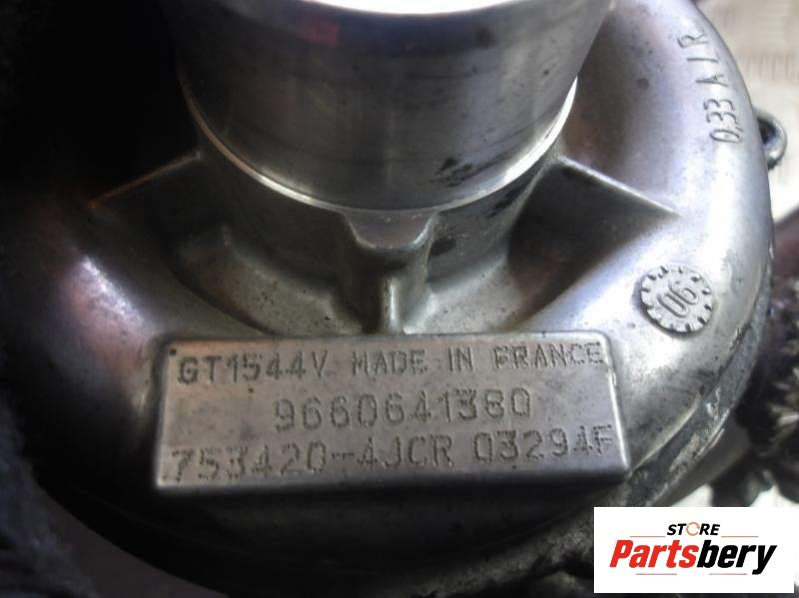 0,33 A/R
06
GT1544V MADE IN FRANCE
9660641380
753420-4JCR 03294F
STORE
Partsbery